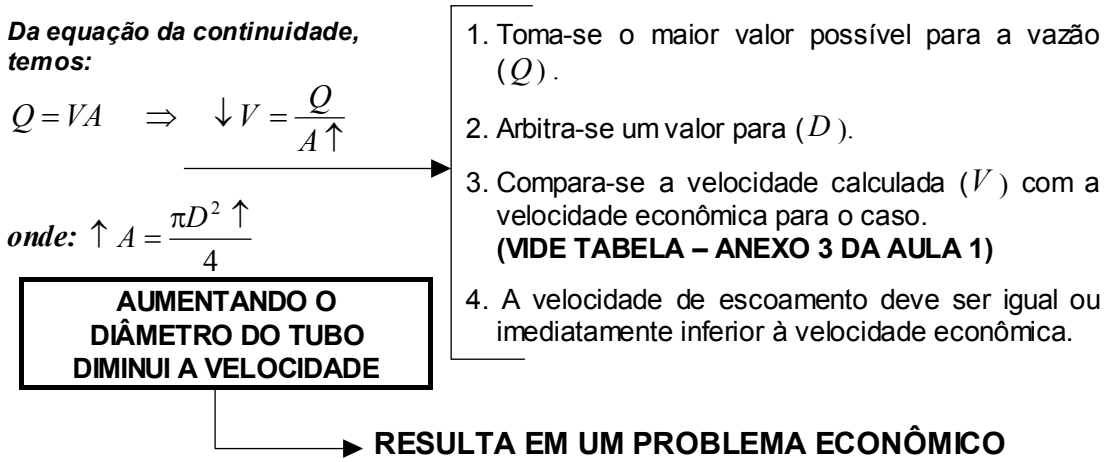 Da equação da continuidade,
temos:
Q = VA ⇒ ↓ V = Q / A ↑
onde: ↑ A = πD² ↑ / 4
AUMENTANDO O
DIÂMETRO DO TUBO
DIMINUI A VELOCIDADE
1. Toma-se o maior valor possível para a vazão
(Q).
2. Arbitra-se um valor para (D).
3. Compara-se a velocidade calculada (V) com a
velocidade econômica para o caso.
(VIDE TABELA – ANEXO 3 DA AULA 1)
4. A velocidade de escoamento deve ser igual ou
imediatamente inferior à velocidade econômica.
RESULTA EM UM PROBLEMA ECONÔMICO